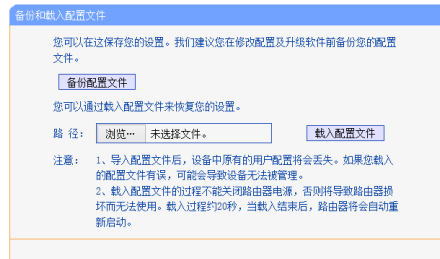 备份和载入配置文件
您可以在这保存您的设置。我们建议您在修改配置及升级软件前备份您的配置
文件。
备份配置文件
您可以通过载入配置文件来恢复您的设置。
路 径： 浏览… 未选择文件。 载入配置文件
注意： 1、导入配置文件后，设备中原有的用户配置将会丢失。如果您载入
的配置文件有误，可能会导致设备无法被管理。
2、载入配置文件的过程不能关闭路由器电源，否则将导致路由器损
坏而无法使用。载入过程约20秒，当载入结束后，路由器将会自动重
新启动。